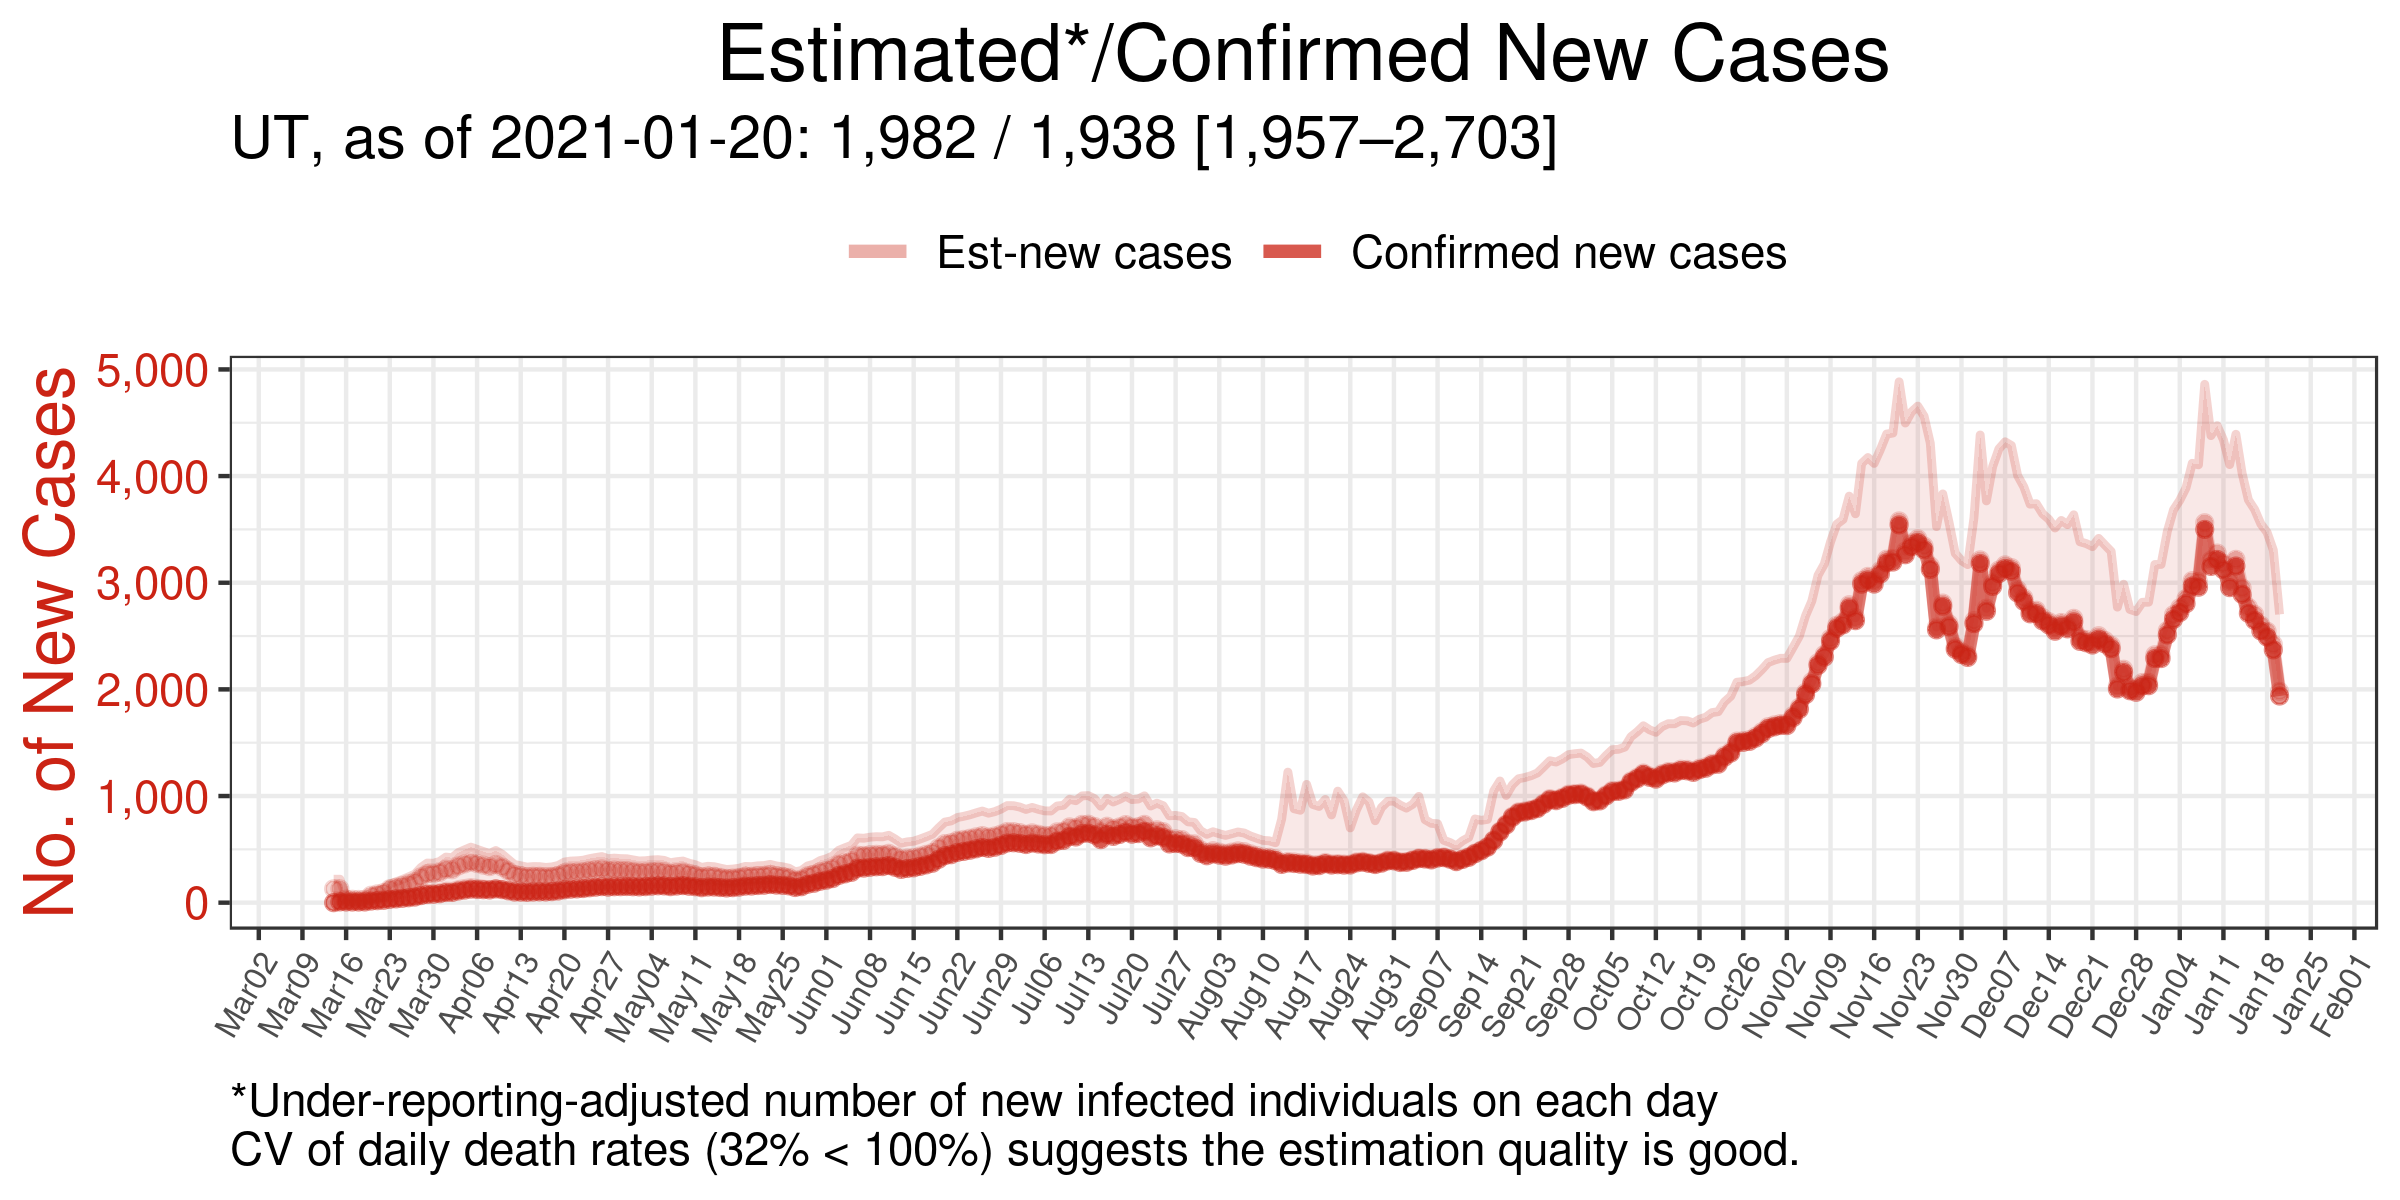 Estimated*/Confirmed New Cases
UT, as of 2021-01-20: 1,982 / 1,938 [1,957–2,703]
Est-new cases
Confirmed new cases
No. of New Cases
5,000
4,000
3,000
2,000
1,000
0
Mar02
Mar09
Mar16
Mar23
Mar30
Apr06
Apr13
Apr20
Apr27
May04
May11
May18
May25
Jun01
Jun08
Jun15
Jun22
Jun29
Jul06
Jul13
Jul20
Jul27
Aug03
Aug10
Aug17
Aug24
Aug31
Sep07
Sep14
Sep21
Sep28
Oct05
Oct12
Oct19
Oct26
Nov02
Nov09
Nov16
Nov23
Nov30
Dec07
Dec14
Dec21
Dec28
Jan04
Jan11
Jan18
Jan25
Feb01
*Under-reporting-adjusted number of new infected individuals on each day
CV of daily death rates (32% < 100%) suggests the estimation quality is good.